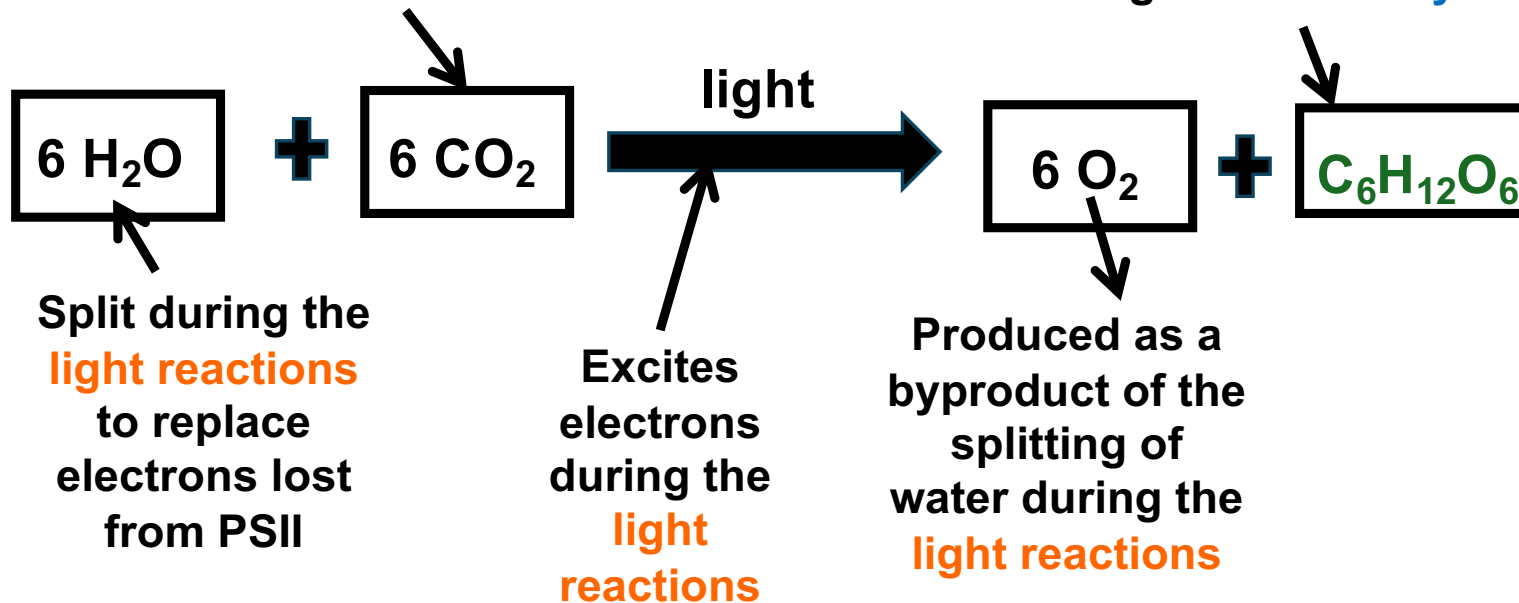 light
6 H₂O + 6 CO₂ 6 O₂ + C₆H₁₂O₆
Split during the
light reactions
to replace
electrons lost
from PSII
Excites
electrons
during the
light
reactions
Produced as a
byproduct of the
splitting of
water during the
light reactions